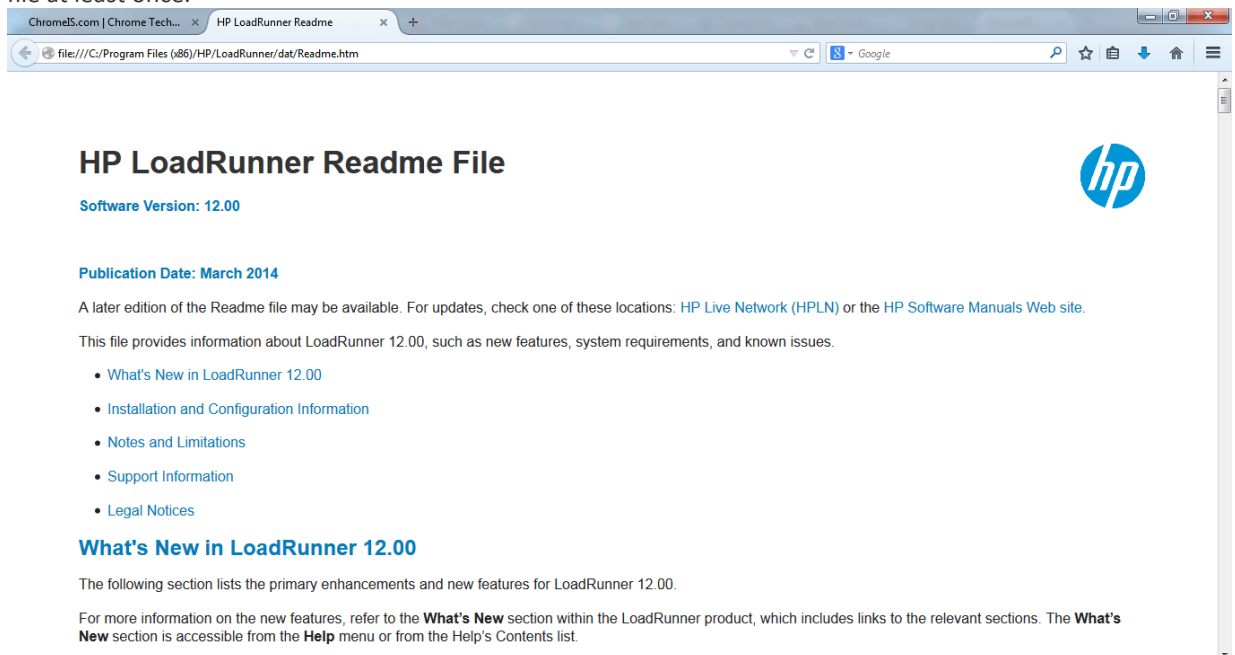 file at least once.
ChromeIS.com | Chrome Tech... × HP LoadRunner Readme × +
file:///C:/Program Files (x86)/HP/LoadRunner/dat/Readme.htm 8 Google
HP LoadRunner Readme File
hp
Software Version: 12.00
Publication Date: March 2014
A later edition of the Readme file may be available. For updates, check one of these locations: HP Live Network (HPLN) or the HP Software Manuals Web site.
This file provides information about LoadRunner 12.00, such as new features, system requirements, and known issues.
• What's New in LoadRunner 12.00
• Installation and Configuration Information
• Notes and Limitations
• Support Information
• Legal Notices
What's New in LoadRunner 12.00
The following section lists the primary enhancements and new features for LoadRunner 12.00.
For more information on the new features, refer to the What's New section within the LoadRunner product, which includes links to the relevant sections. The What's
New section is accessible from the Help menu or from the Help's Contents list.